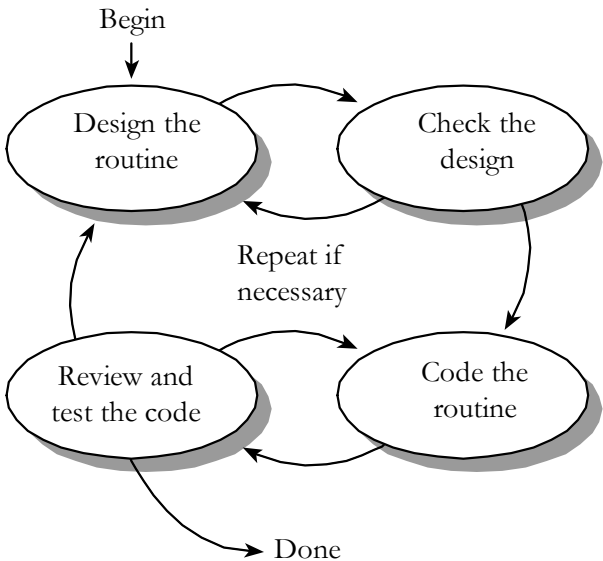 Begin
Design the
routine
Check the
design
Repeat if
necessary
Review and
test the code
Code the
routine
Done